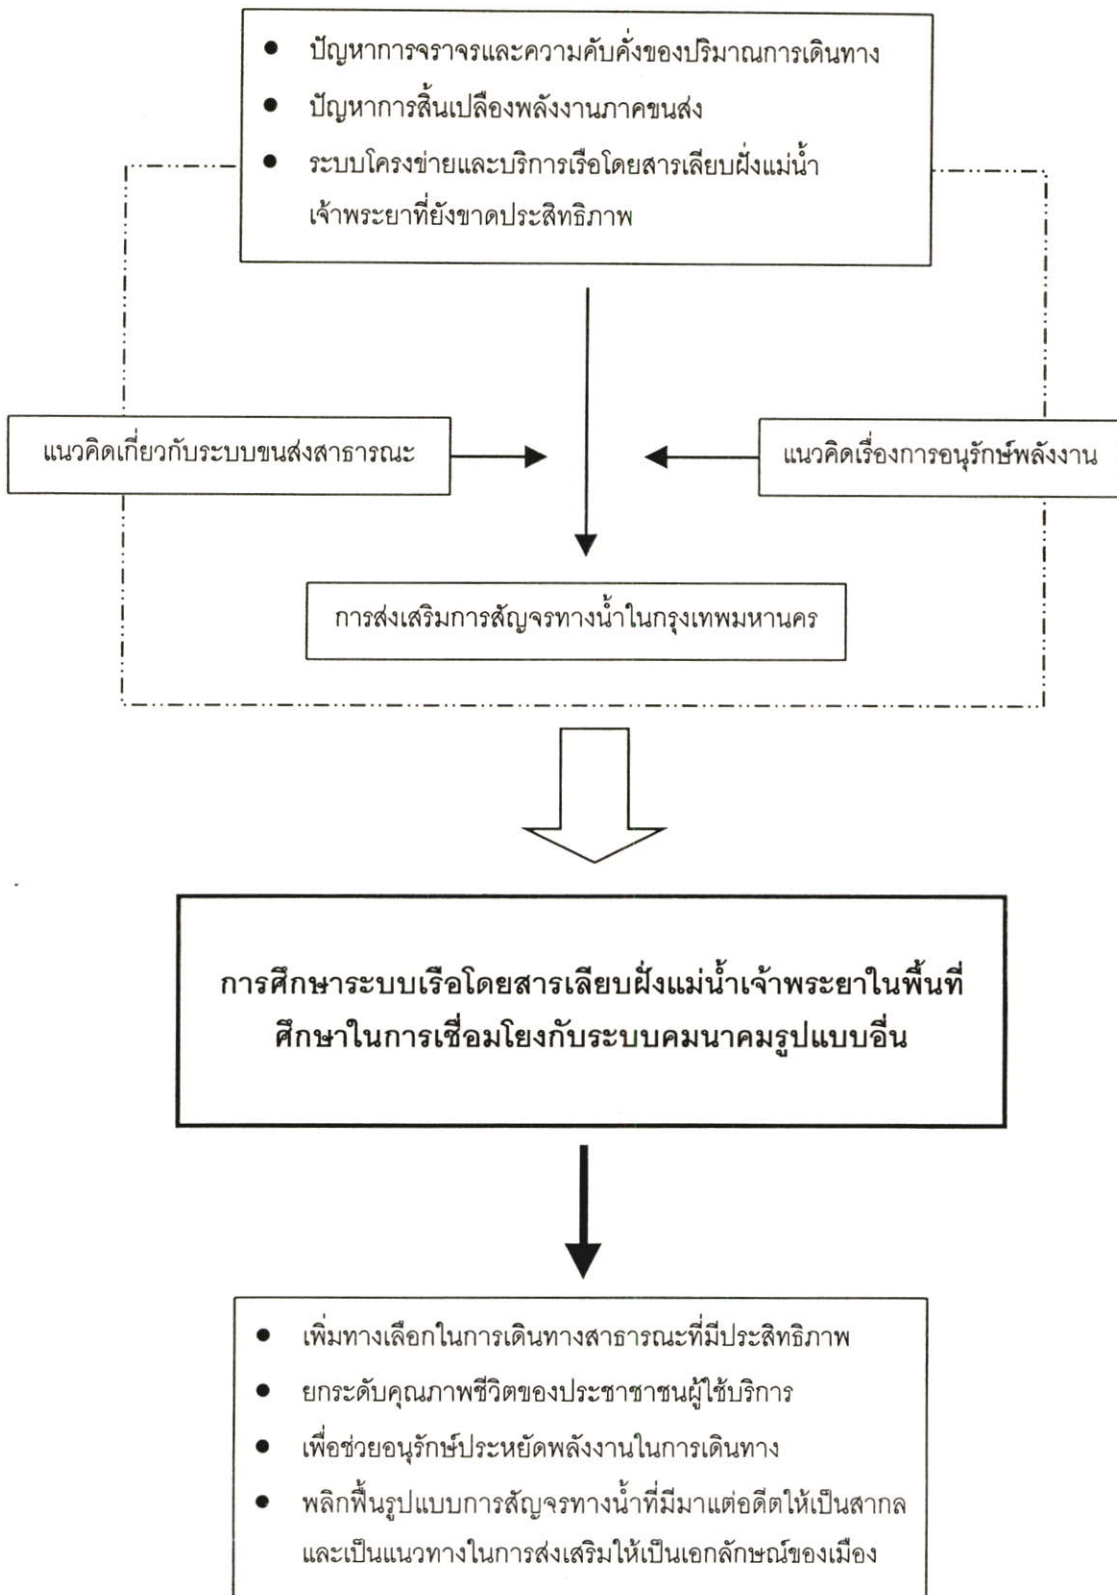 ● ปัญหาการจราจรและความคับคั่งของปริมาณการเดินทาง
● ปัญหาการสิ้นเปลืองพลังงานภาคขนส่ง
● ระบบโครงข่ายและบริการเรือโดยสารเลียบฝั่งแม่น้ำ
เจ้าพระยาที่ยังขาดประสิทธิภาพ
แนวคิดเกี่ยวกับระบบขนส่งสาธารณะ
แนวคิดเรื่องการอนุรักษ์พลังงาน
การส่งเสริมการสัญจรทางน้ำในกรุงเทพมหานคร
การศึกษาระบบเรือโดยสารเลียบฝั่งแม่น้ำเจ้าพระยาในพื้นที่
ศึกษาในการเชื่อมโยงกับระบบคมนาคมรูปแบบอื่น
● เพิ่มทางเลือกในการเดินทางสาธารณะที่มีประสิทธิภาพ
● ยกระดับคุณภาพชีวิตของประชาชาชนผู้ใช้บริการ
● เพื่อช่วยอนุรักษ์ประหยัดพลังงานในการเดินทาง
● พลิกฟื้นรูปแบบการสัญจรทางน้ำที่มีมาแต่อดีตให้เป็นสากล
และเป็นแนวทางในการส่งเสริมให้เป็นเอกลักษณ์ของเมือง